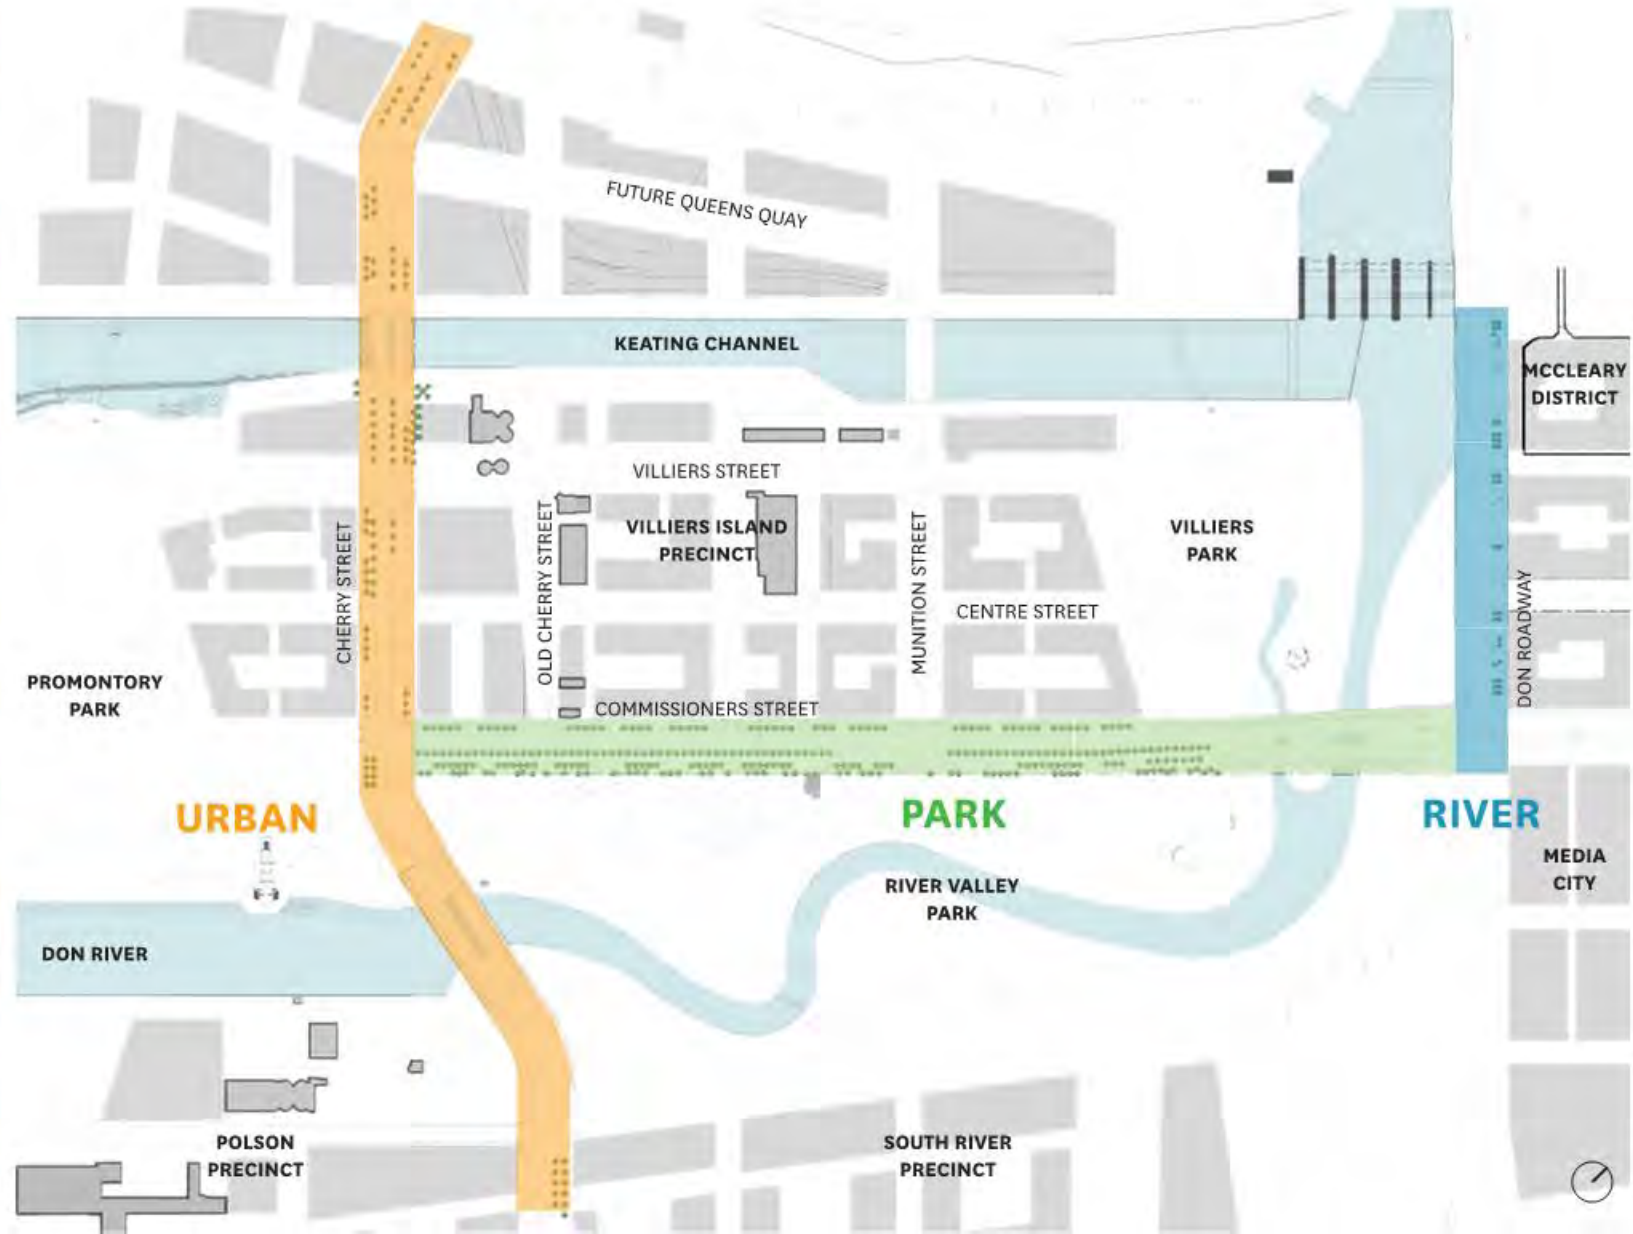 FUTURE QUEENS QUAY
KEATING CHANNEL
MCCLEARY
DISTRICT
VILLIERS STREET
CHERRY STREET
OLD CHERRY STREET
VILLIERS ISLAND
PRECINCT
MUNITION STREET
VILLIERS
PARK
CENTRE STREET
DON ROADWAY
PROMONTORY
PARK
COMMISSIONERS STREET
URBAN
PARK
RIVER
MEDIA
CITY
RIVER VALLEY
PARK
DON RIVER
POLSON
PRECINCT
SOUTH RIVER
PRECINCT